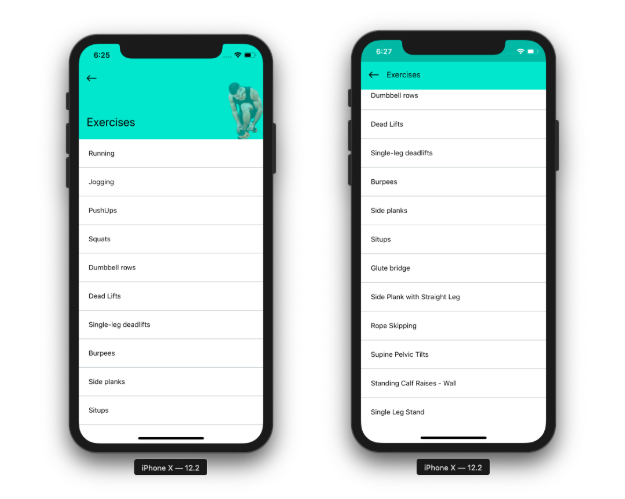 6:25
Exercises
Running
Jogging
PushUps
Squats
Dumbbell rows
Dead Lifts
Single-leg deadlifts
Burpees
Side planks
Situps
iPhone X — 12.2
6:27
Exercises
Dumbbell rows
Dead Lifts
Single-leg deadlifts
Burpees
Side planks
Situps
Glute bridge
Side Plank with Straight Leg
Rope Skipping
Supine Pelvic Tilts
Standing Calf Raises - Wall
Single Leg Stand
iPhone X — 12.2